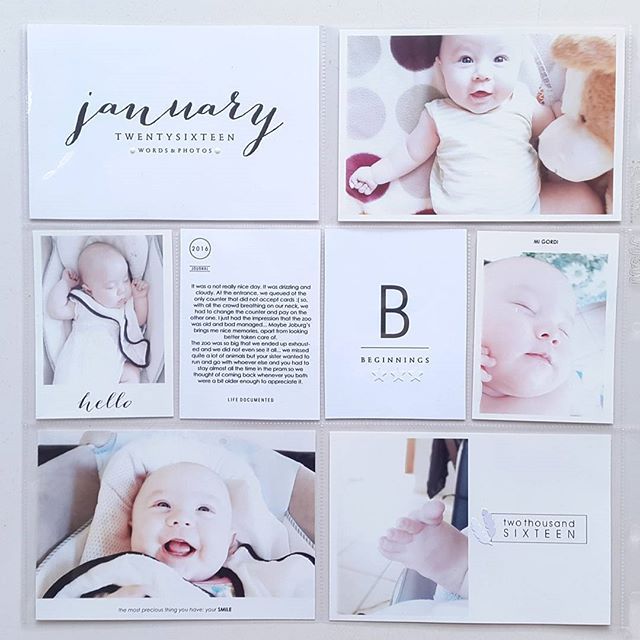 january
TWENTYSIXTEEN
WORDS & PHOTOS
hello
2016
JOURNAL
It was a not really nice day. It was drizzing and
cloudy. At the entrance, we queued of the
only counter that did not accept cards :( so,
with all the crowd breathing on our neck, we
had to change the counter and pay on the
other one. I just had the impression that the zoo
was old and bad managed... Maybe Joburg's
brings me nice memories, apart from looking
better taken care of.
The zoo was so big that we ended up exhaust-
ed and we did not even see it all... we missed
quite a lot of animals but your sister wanted to
run and go with whoever else and you had to
stay almost all the time in the pram so we
thought of coming back whenever you both
were a bit older enough to appreciate it.
LIFE DOCUMENTED
B
BEGINNINGS
MI GORDI
the most precious thing you have: your SMILE
two thousand
SIXTEEN